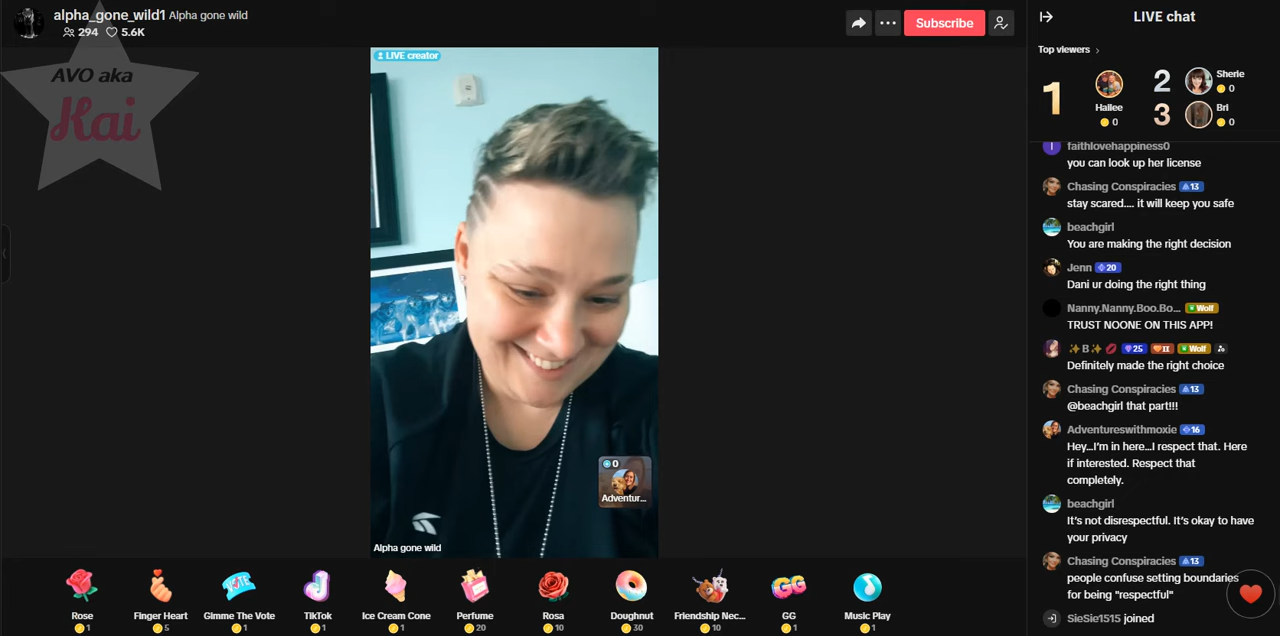 alpha_gone_wild1 Alpha gone wild
294 5.6K
Subscribe
AVO aka
Kai
LIVE creator
0
Adventur...
Alpha gone wild
Rose
1
Finger Heart
5
GImme The Vote
1
TikTok
1
Ice Cream Cone
1
Perfume
20
Rosa
10
Doughnut
30
Friendship Nec...
10
GG
1
Music Play
1
LIVE chat
Top viewers
1
Hailee
0
2
Sherie
0
3
Bri
0
faithlovehappiness0
you can look up her license
Chasing Conspiracies 13
stay scared.... it will keep you safe
beachgirl
You are making the right decision
Jenn 20
Dani ur doing the right thing
Nanny.Nanny.Boo.Bo... Wolf
TRUST NOONE ON THIS APP!
✨B✨💋 25 II Wolf
Definitely made the right choice
Chasing Conspiracies 13
@beachgirl that part!!!
Adventureswithmoxie 16
Hey...I'm in here...I respect that. Here
if interested. Respect that
completely.
beachgirl
It's not disrespectful. It's okay to have
your privacy
Chasing Conspiracies 13
people confuse setting boundaries
for being "respectful"
SieSie1515 joined